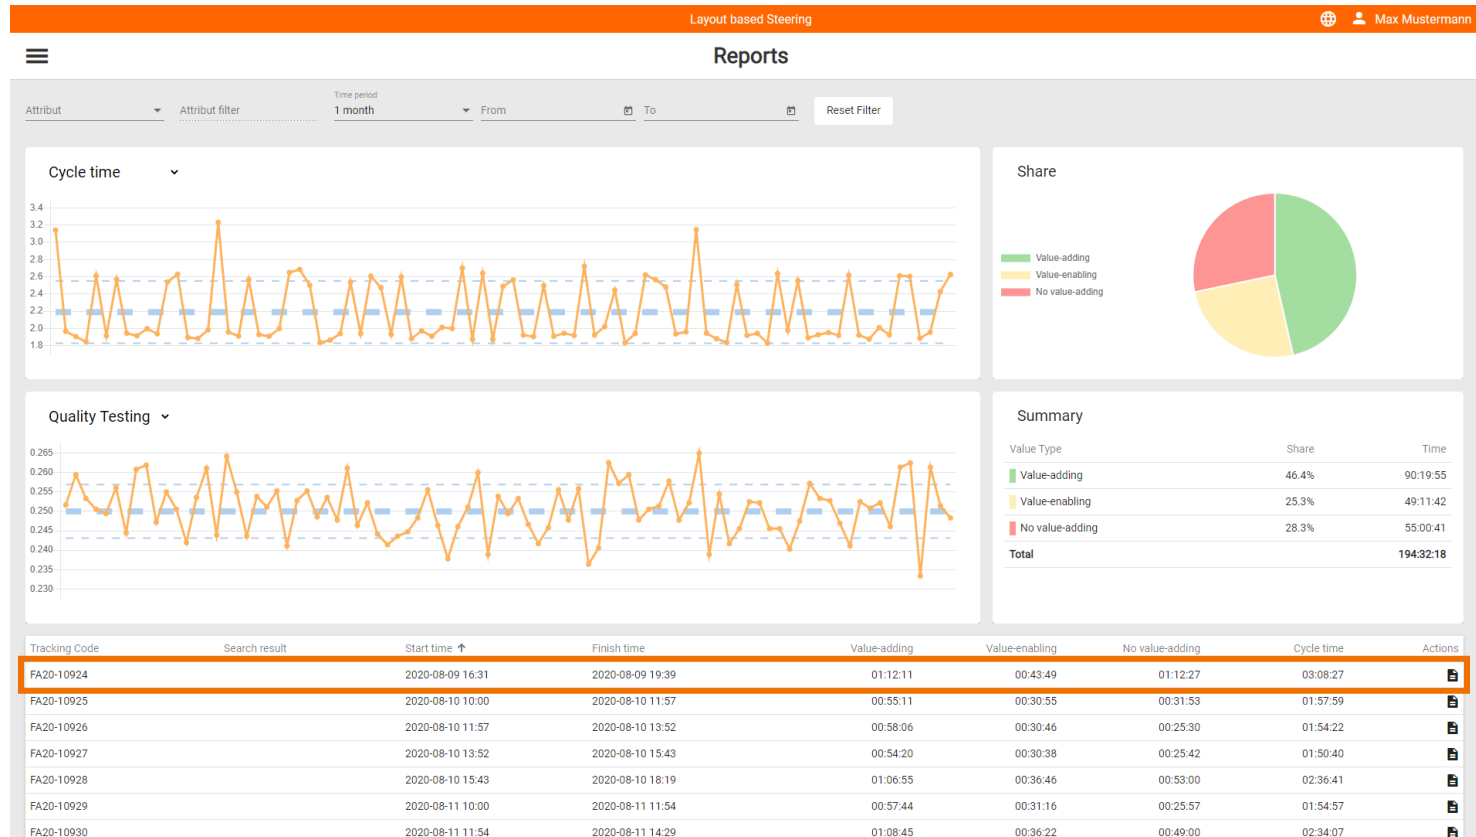 Layout based Steering
Max Mustermann
Reports
Attribut
Attribut filter
Time period
1 month
From
To
Reset Filter
Cycle time
3.4
3.2
3.0
2.8
2.6
2.4
2.2
2.0
1.8
Share
Value-adding
Value-enabling
No value-adding
Quality Testing
0.265
0.260
0.255
0.250
0.245
0.240
0.235
0.230
Summary
Value Type Share Time
Value-adding 46.4% 90:19:55
Value-enabling 25.3% 49:11:42
No value-adding 28.3% 55:00:41
Total 194:32:18
Tracking Code Search result Start time Finish time Value-adding Value-enabling No value-adding Cycle time Actions
FA20-10924 2020-08-09 16:31 2020-08-09 19:39 01:12:11 00:43:49 01:12:27 03:08:27
FA20-10925 2020-08-10 10:00 2020-08-10 11:57 00:55:11 00:30:55 00:31:53 01:57:59
FA20-10926 2020-08-10 11:57 2020-08-10 13:52 00:58:06 00:30:46 00:25:30 01:54:22
FA20-10927 2020-08-10 13:52 2020-08-10 15:43 00:54:20 00:30:38 00:25:42 01:50:40
FA20-10928 2020-08-10 15:43 2020-08-10 18:19 01:06:55 00:36:46 00:53:00 02:36:41
FA20-10929 2020-08-11 10:00 2020-08-11 11:54 00:57:44 00:31:16 00:25:57 01:54:57
FA20-10930 2020-08-11 11:54 2020-08-11 14:29 01:08:45 00:36:22 00:49:00 02:34:07